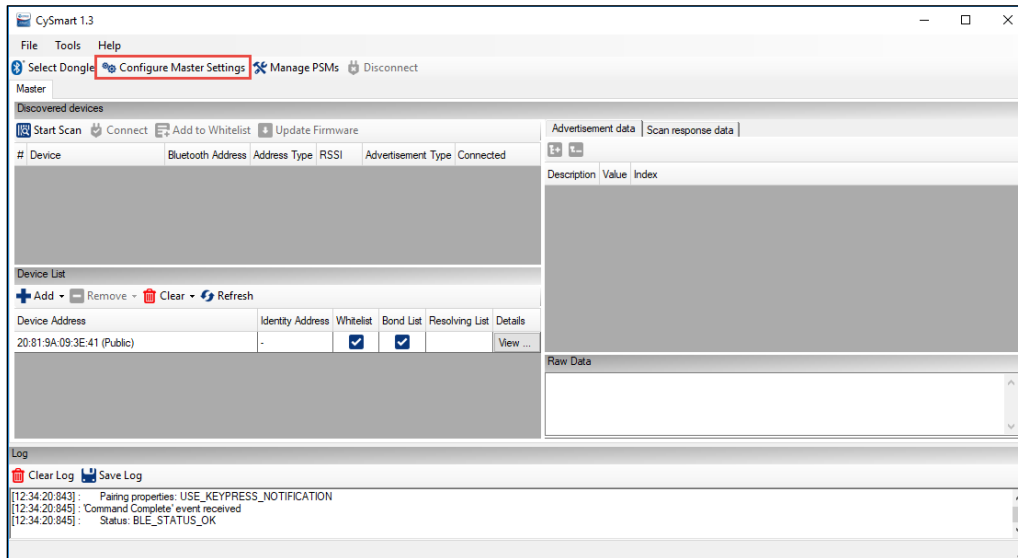 CySmart 1.3
File Tools Help
Select Dongle Configure Master Settings Manage PSMs Disconnect
Master
Discovered devices
Start Scan Connect Add to Whitelist Update Firmware
# Device Bluetooth Address Address Type RSSI Advertisement Type Connected
Advertisement data Scan response data
Description Value Index
Device List
Add Remove Clear Refresh
Device Address Identity Address Whitelist Bond List Resolving List Details
20:81:9A:09:3E:41 (Public) - View ...
Raw Data
Log
Clear Log Save Log
[12:34:20:843] : Pairing properties: USE_KEYPRESS_NOTIFICATION
[12:34:20:845] : 'Command Complete' event received
[12:34:20:845] : Status: BLE_STATUS_OK